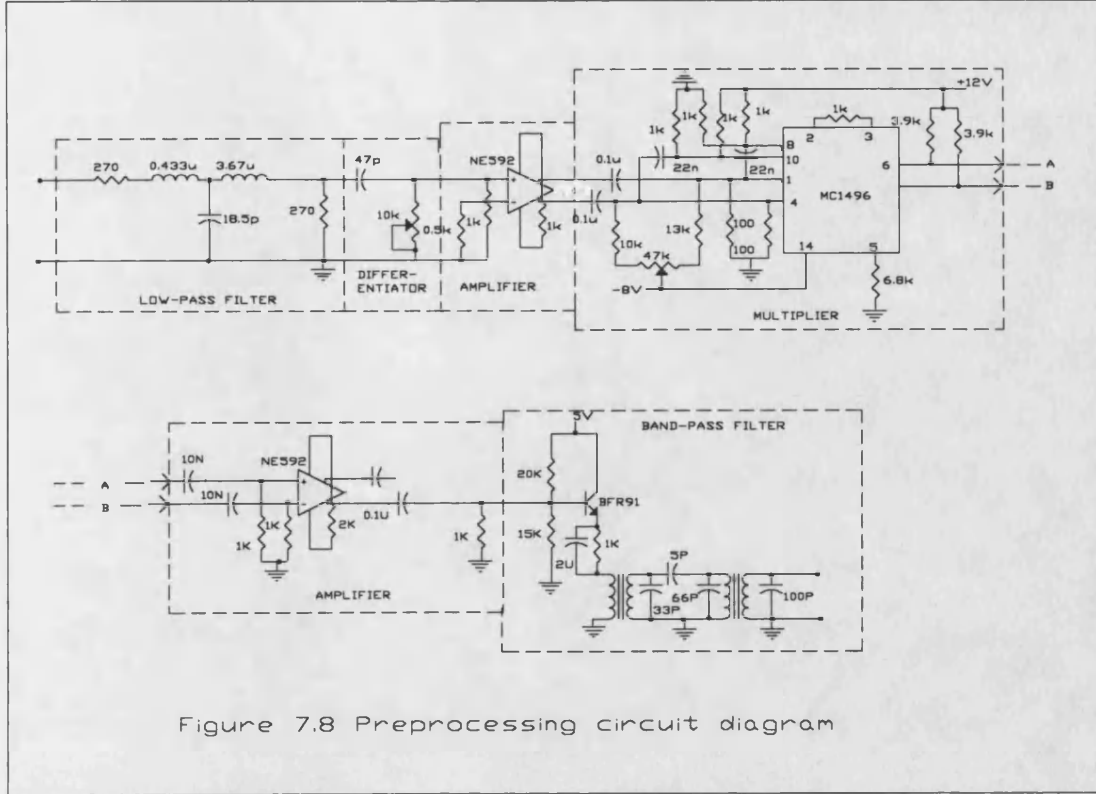 +12V
1k
1k
1k
1k
1k
2
3
3.9k
3.9k
8
10
6
22n
22n
1
4
MC1496
A
B
270
0.433u
3.67u
47p
NE592
0.1u
0.1u
18.5p
270
10k
0.5k
1k
1k
10k
47k
13k
100
100
14
5
-8V
6.8k
LOW-PASS FILTER
DIFFER-
ENTIATOR
AMPLIFIER
MULTIPLIER
5V
BAND-PASS FILTER
A
B
10N
10N
NE592
20K
BFR91
1K
1K
2K
0.1U
1K
15K
2U
1K
5P
33P
66P
100P
AMPLIFIER
Figure 7.8 Preprocessing circuit diagram